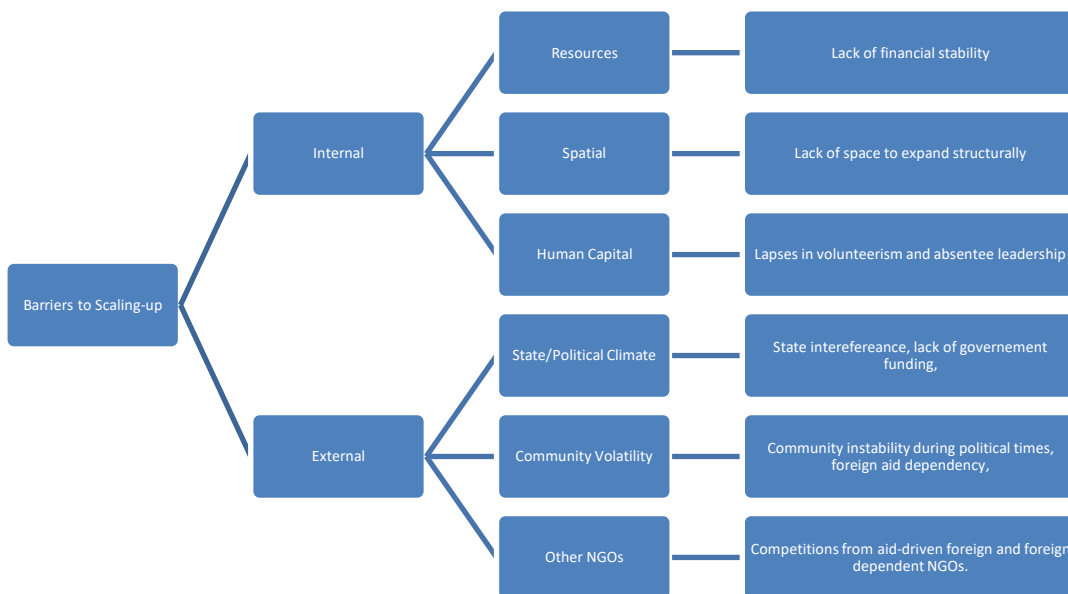 Barriers to Scaling-up
Internal
Resources
Lack of financial stability
Spatial
Lack of space to expand structurally
Human Capital
Lapses in volunteerism and absentee leadership
External
State/Political Climate
State interefereance, lack of governement
funding,
Community Volatility
Community instability during political times,
foreign aid dependency,
Other NGOs
Competitions from aid-driven foreign and foreign
dependent NGOs.